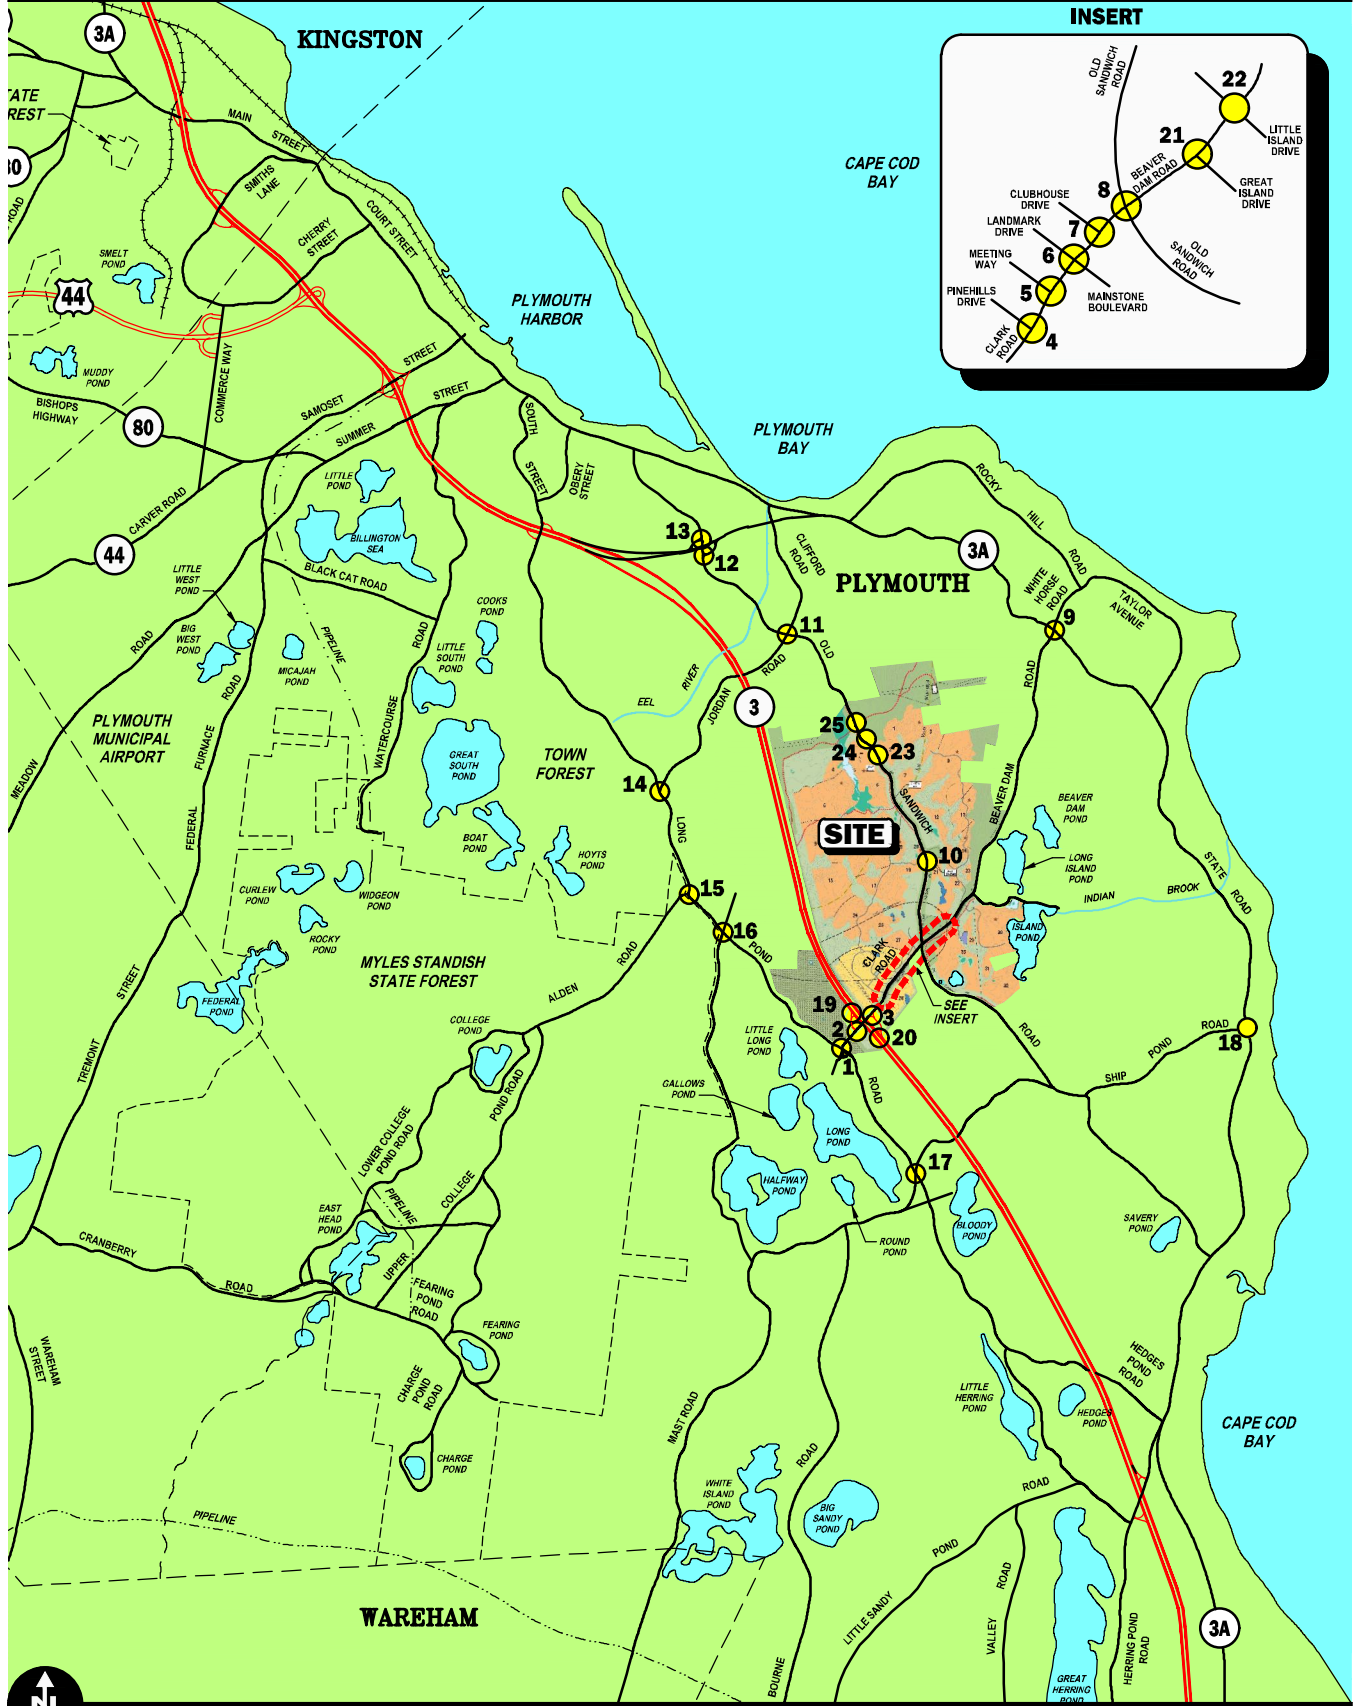 INSERT
3A
KINGSTON
TATE
REST
MAIN
STREET
80
ROAD
SMITHS
LANE
CHERRY
STREET
COURT STREET
SMELT
POND
44
MUDDY
POND
BISHOPS
HIGHWAY
80
COMMERCE WAY
SAMOSET
STREET
SUMMER
STREET
CARVER ROAD
44
CAPE COD
BAY
PLYMOUTH
HARBOR
PLYMOUTH
BAY
OLD
SANDWICH
ROAD
22
LITTLE
ISLAND
DRIVE
21
GREAT
ISLAND
DRIVE
BEAVER
DAM ROAD
8
CLUBHOUSE
DRIVE
7
LANDMARK
DRIVE
6
MEETING
WAY
5
OLD
SANDWICH
ROAD
PINEHILLS
DRIVE
MAINSTONE
BOULEVARD
4
CLARK
ROAD
LITTLE
POND
BILLINGTON
SEA
BLACK CAT ROAD
SOUTH
STREET
OBERY
STREET
13
12
CLIFFORD
ROAD
PLYMOUTH
3A
ROCKY
HILL
ROAD
WHITE
HORSE
ROAD
TAYLOR
AVENUE
9
LITTLE
WEST
POND
BIG
WEST
POND
MICAJAH
POND
PIPELINE
COOKS
POND
LITTLE
SOUTH
POND
ROAD
WATERCOURSE
11
OLD
ROAD
JORDAN
EEL
RIVER
3
ROAD
BEAVER DAM
MEADOW
ROAD
PLYMOUTH
MUNICIPAL
AIRPORT
FEDERAL
FURNACE
ROAD
GREAT
SOUTH
POND
TOWN
FOREST
14
LONG
BOAT
POND
HOYTS
POND
25
24
23
SANDWICH
SITE
10
BEAVER
DAM
POND
LONG
ISLAND
POND
INDIAN
BROOK
STATE
ROAD
CURLEW
POND
WIDGEON
POND
ROCKY
POND
15
16
POND
ISLAND
POND
CLARK
ROAD
MYLES STANDISH
STATE FOREST
FEDERAL
POND
ALDEN
ROAD
COLLEGE
POND
SEE
INSERT
19
3
2
20
1
LITTLE
LONG
POND
ROAD
ROAD
SHIP
POND
ROAD
18
TREMONT
STREET
GALLOWS
POND
LONG
POND
POND ROAD
COLLEGE
UPPER
LOWER COLLEGE
POND ROAD
PIPELINE
HALFWAY
POND
17
ROUND
POND
BLOODY
POND
SAVERY
POND
EAST
HEAD
POND
CRANBERRY
ROAD
FEARING
POND
ROAD
FEARING
POND
WAREHAM
STREET
CHARGE
POND
ROAD
CHARGE
POND
MAST ROAD
LITTLE
HERRING
POND
HEDGES
POND
ROAD
HEDGES
POND
CAPE COD
BAY
WHITE
ISLAND
POND
BIG
SANDY
POND
ROAD
BOURNE
ROAD
POND
LITTLE SANDY
VALLEY
ROAD
PIPELINE
WAREHAM
GREAT
HERRING
POND
HERRING POND
ROAD
3A
N